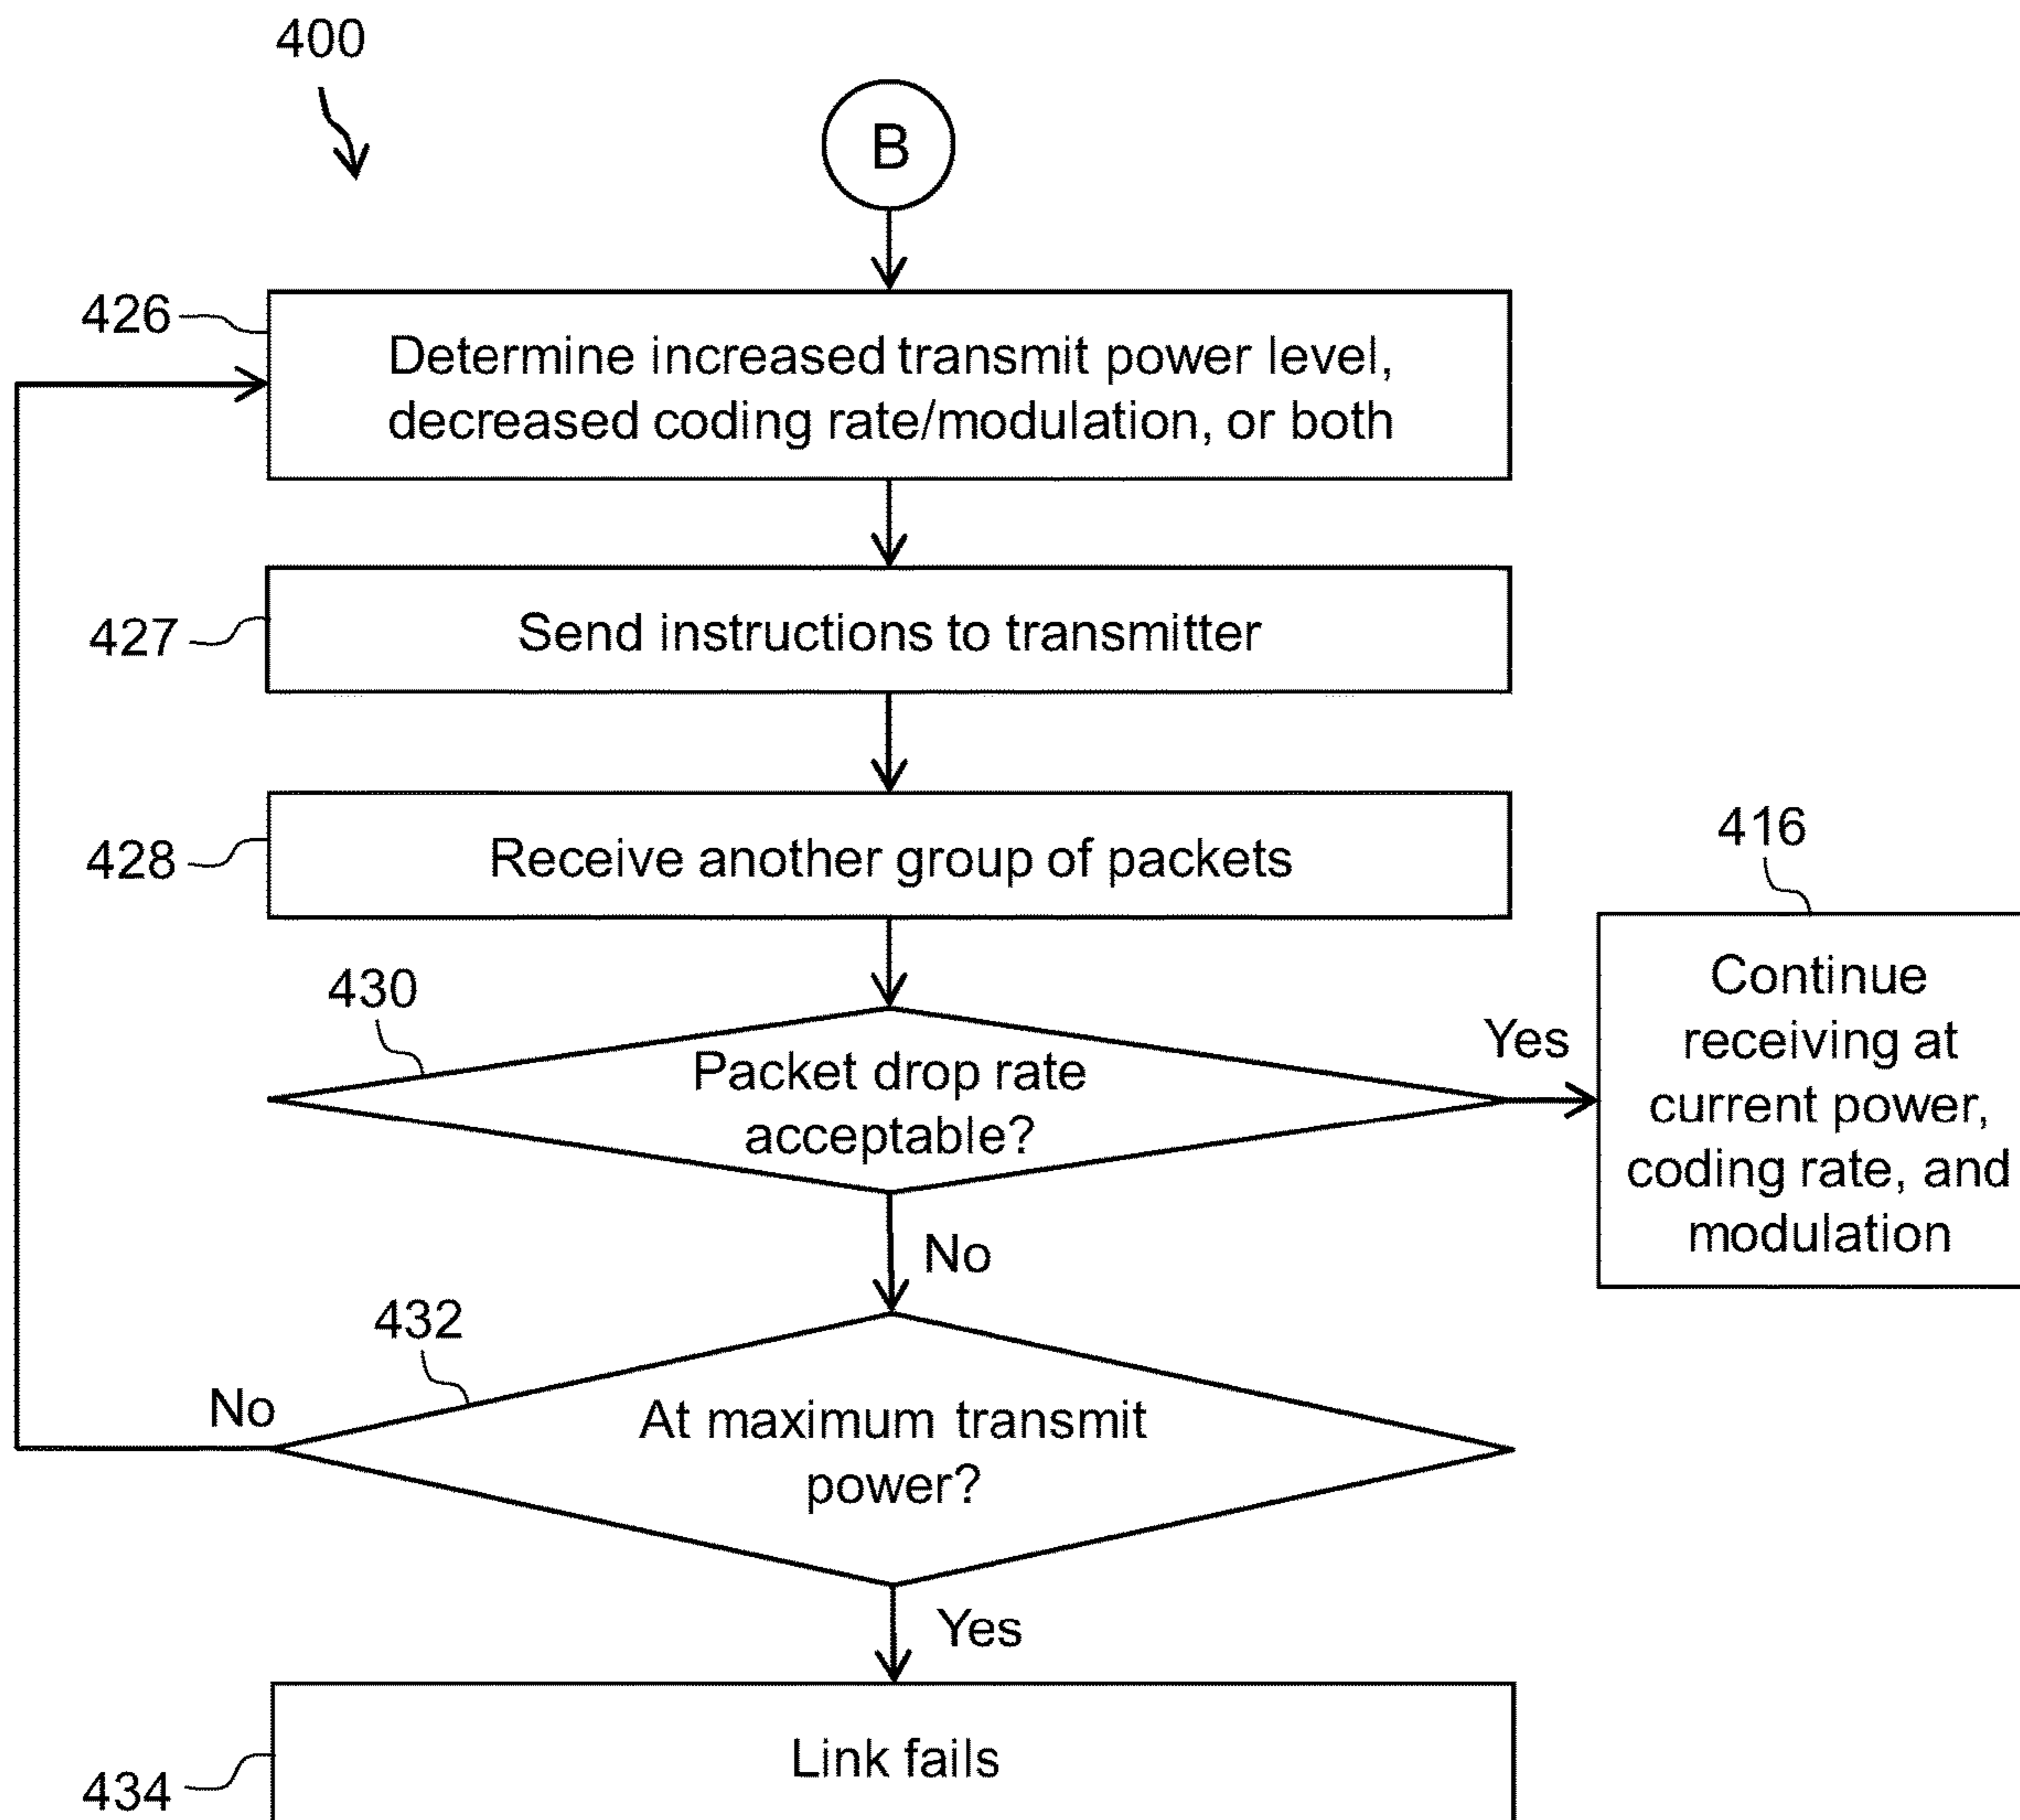 400
B
426
Determine increased transmit power level,
decreased coding rate/modulation, or both
427
Send instructions to transmitter
428
Receive another group of packets
416
Continue
receiving at
current power,
coding rate, and
modulation
430
Packet drop rate
acceptable?
Yes
No
432
At maximum transmit
power?
No
Yes
Link fails
434